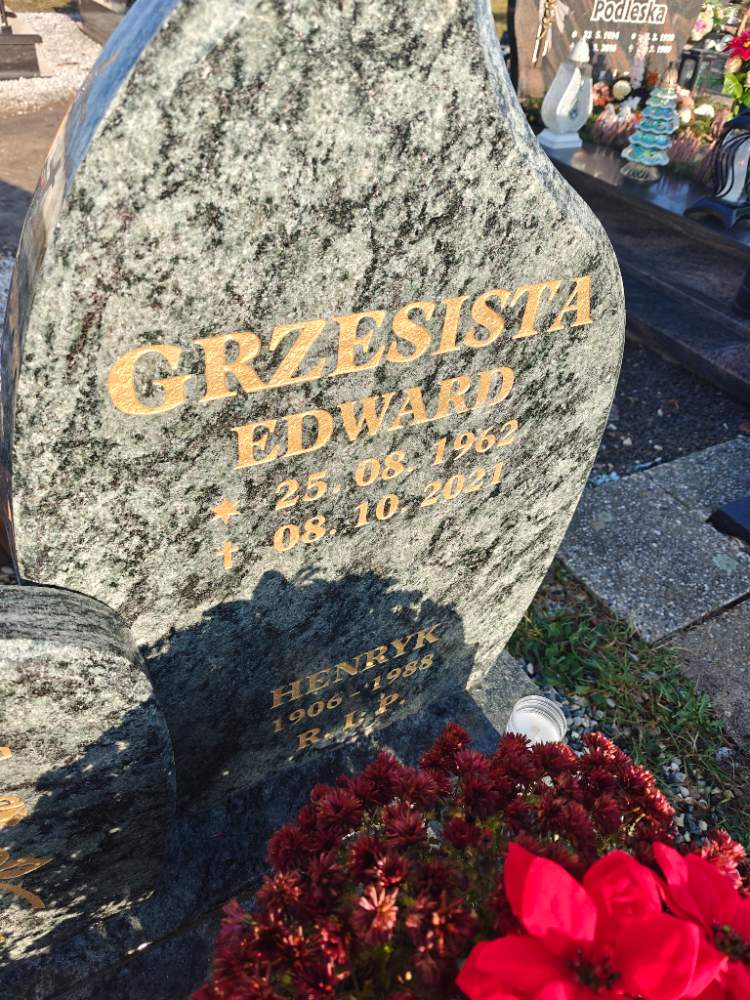 Podleska
GRZESISTA
EDWARD
* 25. 08. 1962
† 08. 10. 2021
HENRYK
1906 - 1988
R. I. P.